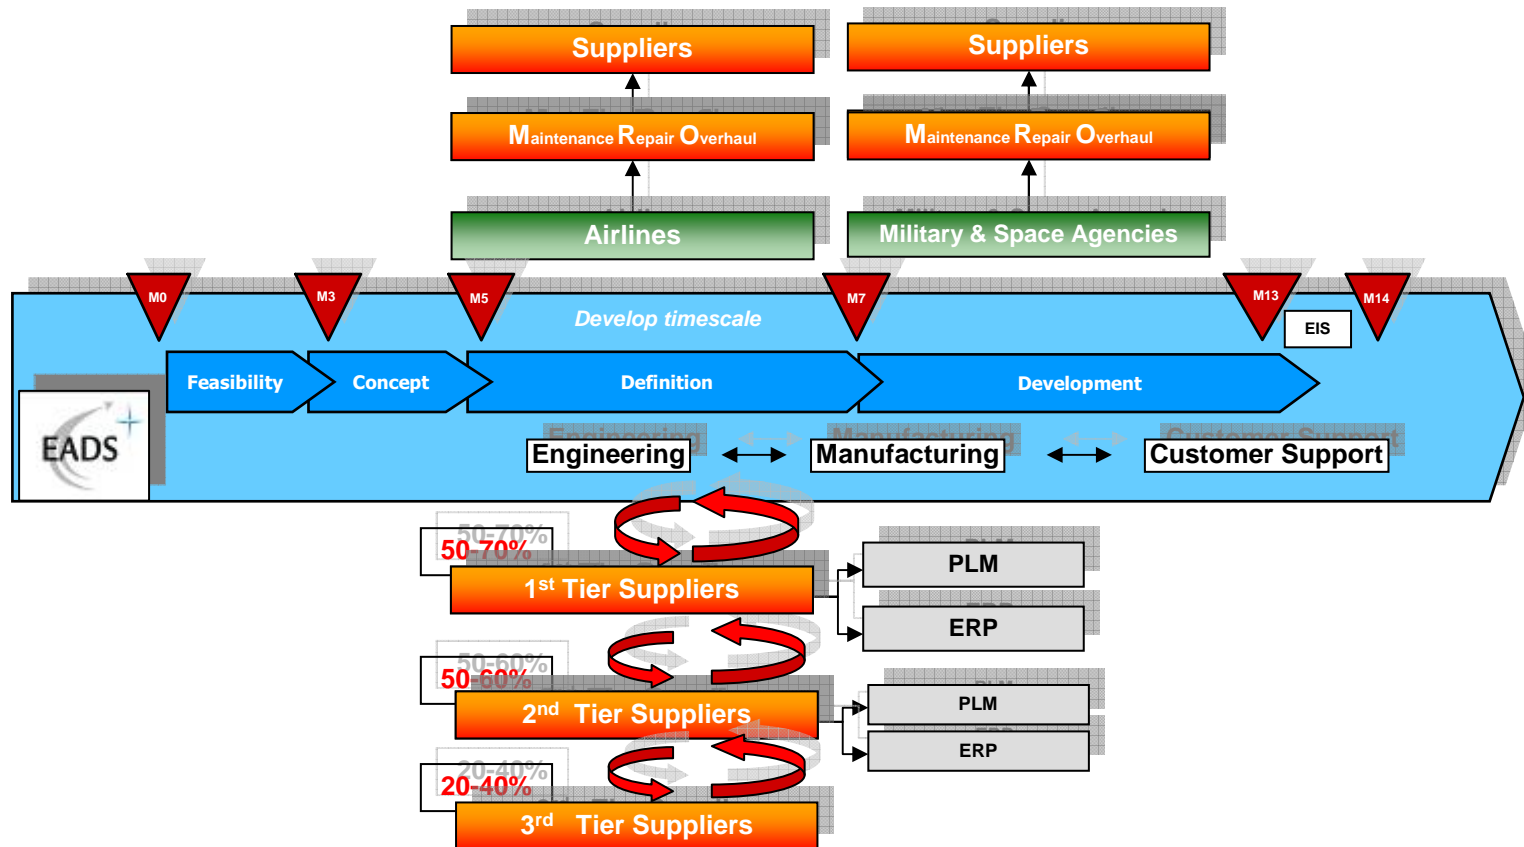 Suppliers
Suppliers
Maintenance Repair Overhaul
Maintenance Repair Overhaul
Airlines
Military & Space Agencies
M0
M3
M5
M7
M13
M14
Develop timescale
EIS
Feasibility
Concept
Definition
Development
EADS
Engineering
Manufacturing
Customer Support
50-70%
1st Tier Suppliers
PLM
ERP
50-60%
2nd Tier Suppliers
PLM
ERP
20-40%
3rd Tier Suppliers